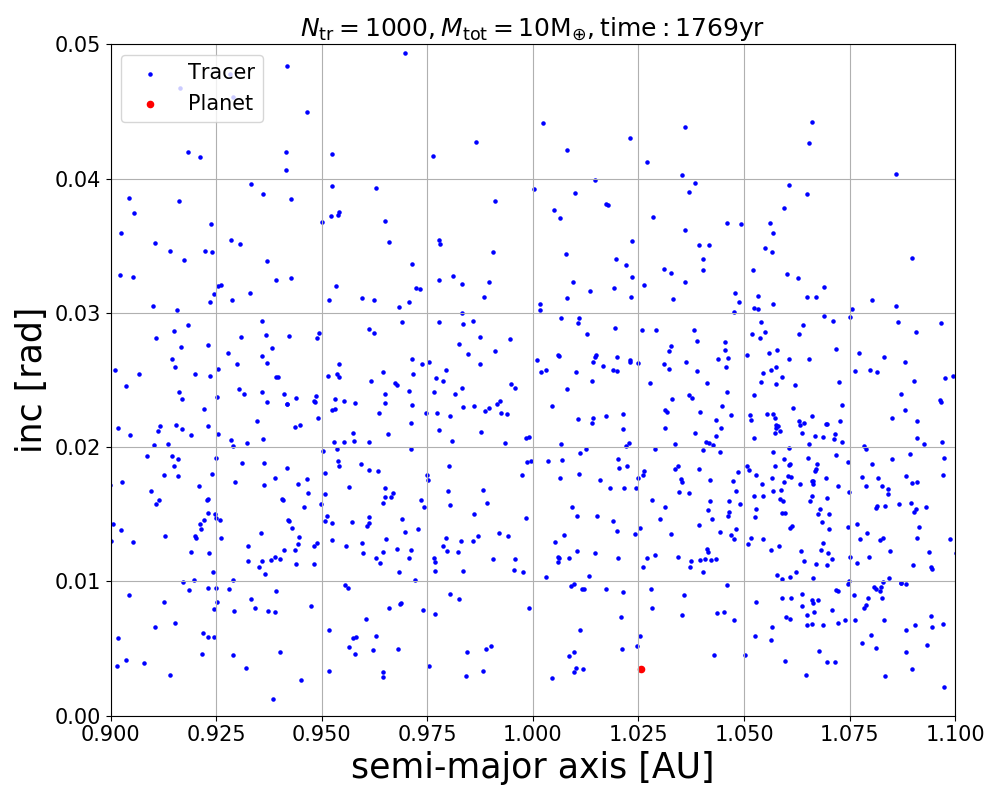 N_tr = 1000, M_tot = 10M_⊕, time : 1769yr
Tracer
Planet
inc [rad]
0.05
0.04
0.03
0.02
0.01
0.00
0.900 0.925 0.950 0.975 1.000 1.025 1.050 1.075 1.100
semi-major axis [AU]